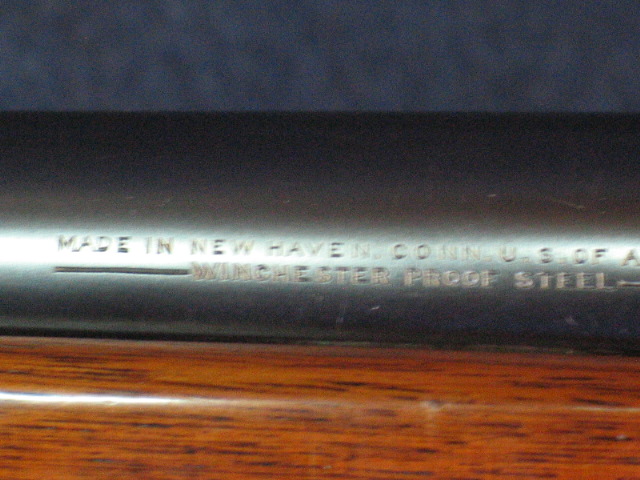 MADE IN NEW HAVEN, CONN. U. S. OF A
WINCHESTER PROOF STEEL